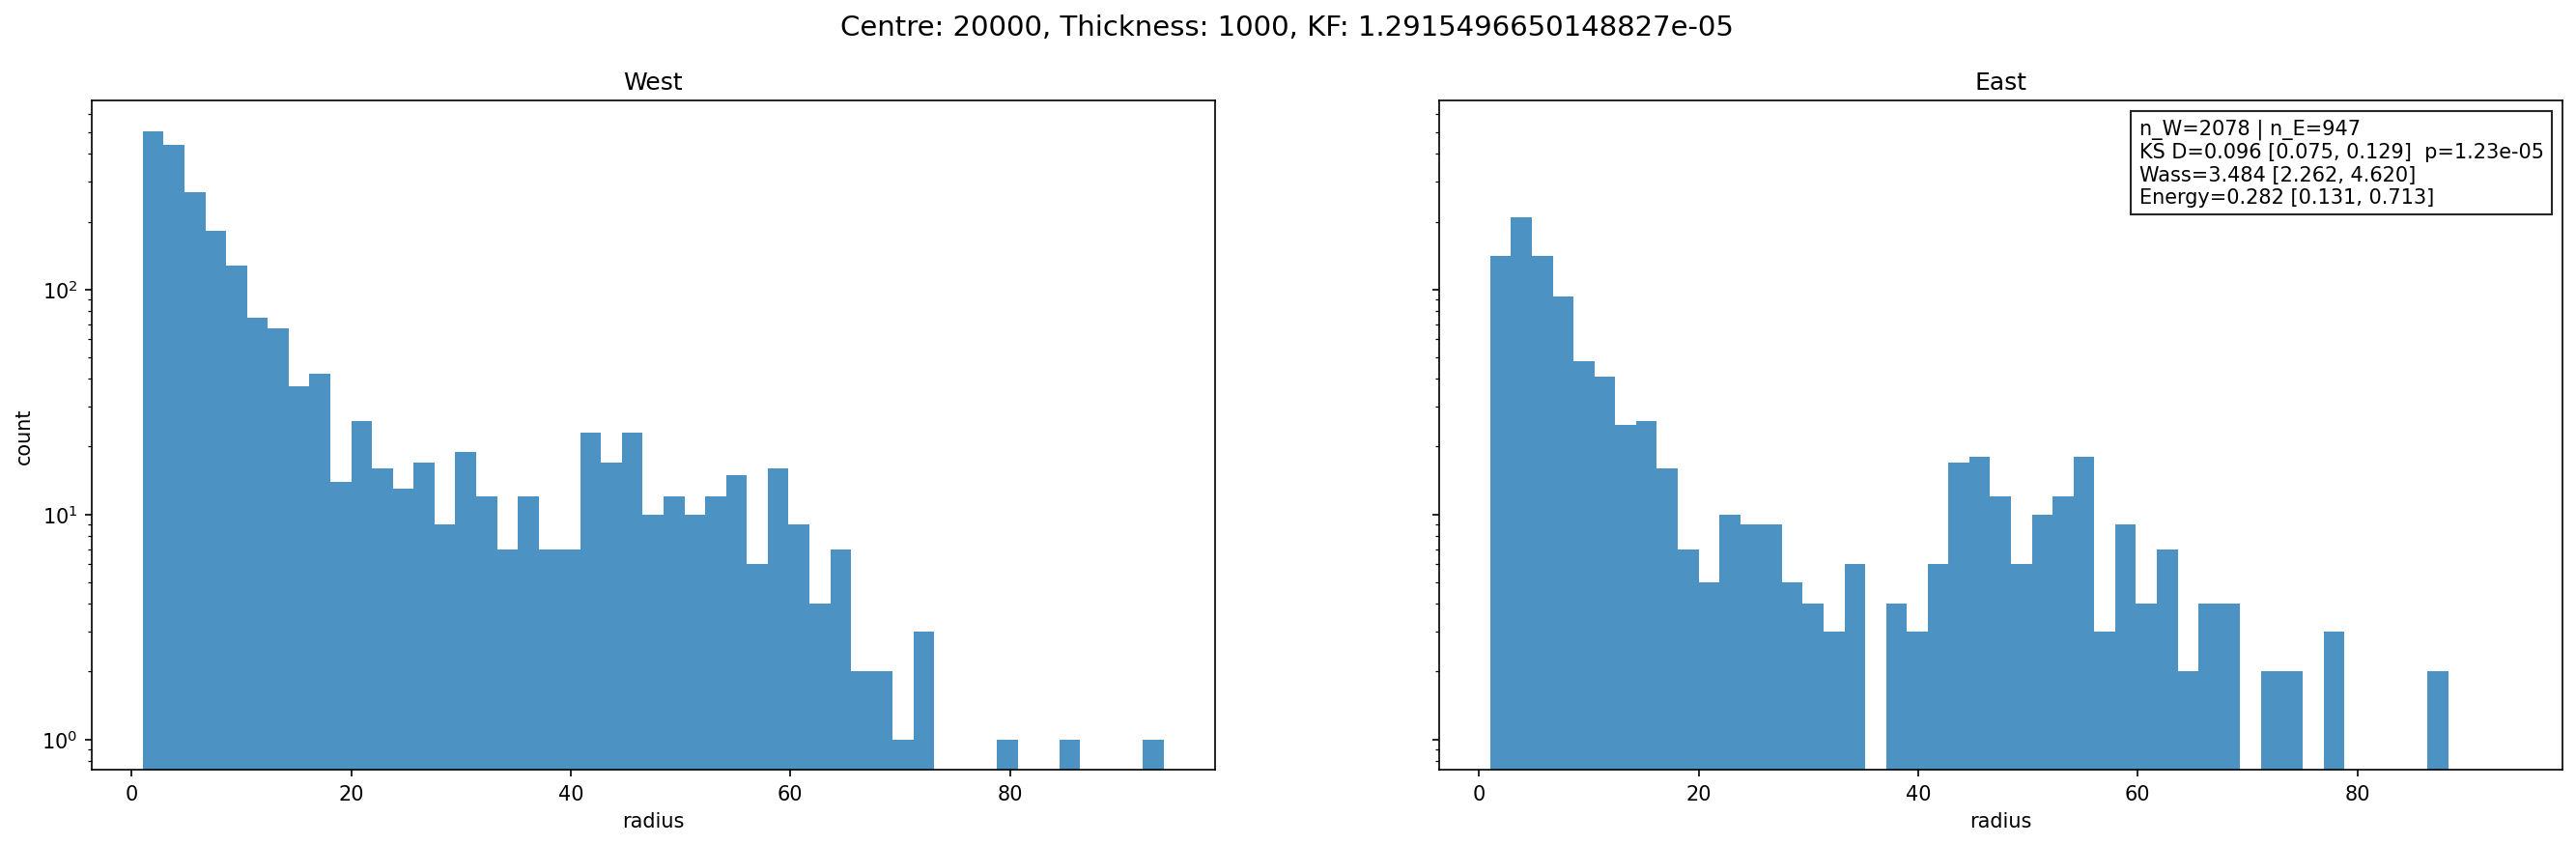 Centre: 20000, Thickness: 1000, KF: 1.2915496650148827e-05
West
East
n_W=2078 | n_E=947
KS D=0.096 [0.075, 0.129]  p=1.23e-05
Wass=3.484 [2.262, 4.620]
Energy=0.282 [0.131, 0.713]
count
10²
10¹
10⁰
0 20 40 60 80
radius
0 20 40 60 80
radius